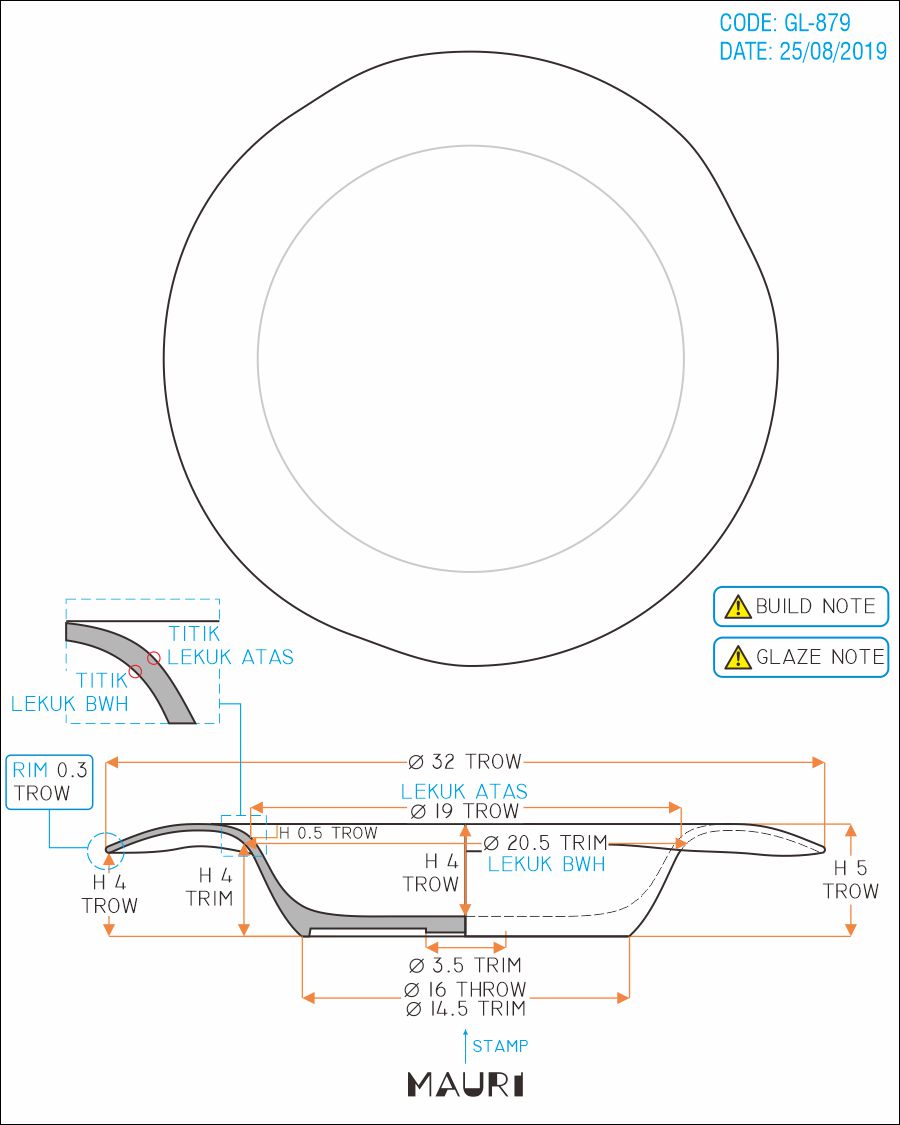 CODE: GL-879
DATE: 25/08/2019
BUILD NOTE
GLAZE NOTE
TITIK
LEKUK ATAS
TITIK
LEKUK BWH
RIM 0.3
TROW
Ø 32 TROW
LEKUK ATAS
Ø 19 TROW
H 0.5 TROW
Ø 20.5 TRIM
LEKUK BWH
H 4
TROW
H 4
TRIM
H 4
TROW
H 5
TROW
Ø 3.5 TRIM
Ø 16 THROW
Ø 14.5 TRIM
STAMP
MAURI